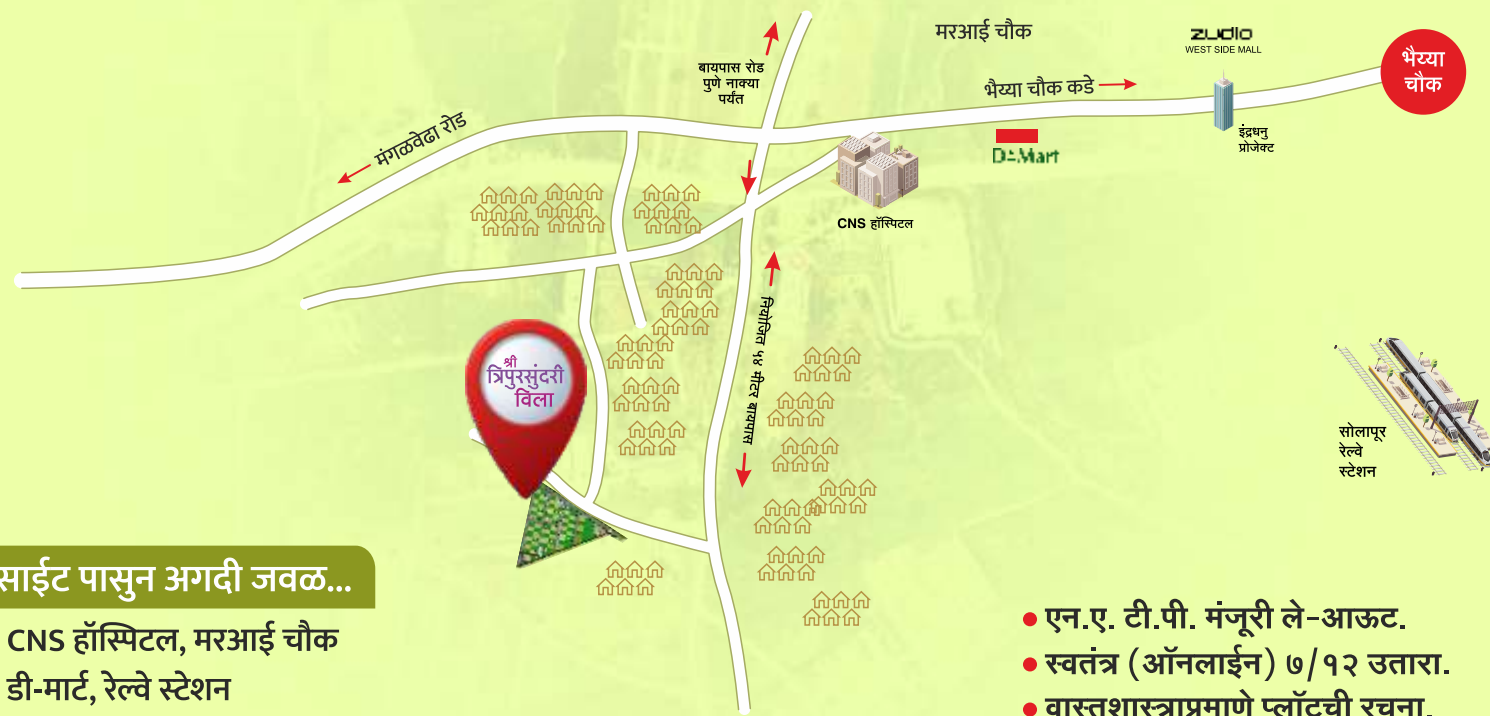 मरआई चौक
zudio
WEST SIDE MALL
भैय्या
चौक
बायपास रोड
पुणे नाक्या
पर्यंत
भैय्या चौक कडे
मंगळवेढा रोड
इंद्रधनु
प्रोजेक्ट
D-Mart
CNS हॉस्पिटल
नियोजित ५४ मीटर बायपास
श्री
त्रिपुरसुंदरी
विला
सोलापूर
रेल्वे
स्टेशन
साईट पासुन अगदी जवळ...
CNS हॉस्पिटल, मरआई चौक
डी-मार्ट, रेल्वे स्टेशन
• एन.ए. टी.पी. मंजूरी ले-आऊट.
• स्वतंत्र (ऑनलाईन) ७/१२ उतारा.
• वास्तुशास्त्राप्रमाणे प्लॉटची रचना.